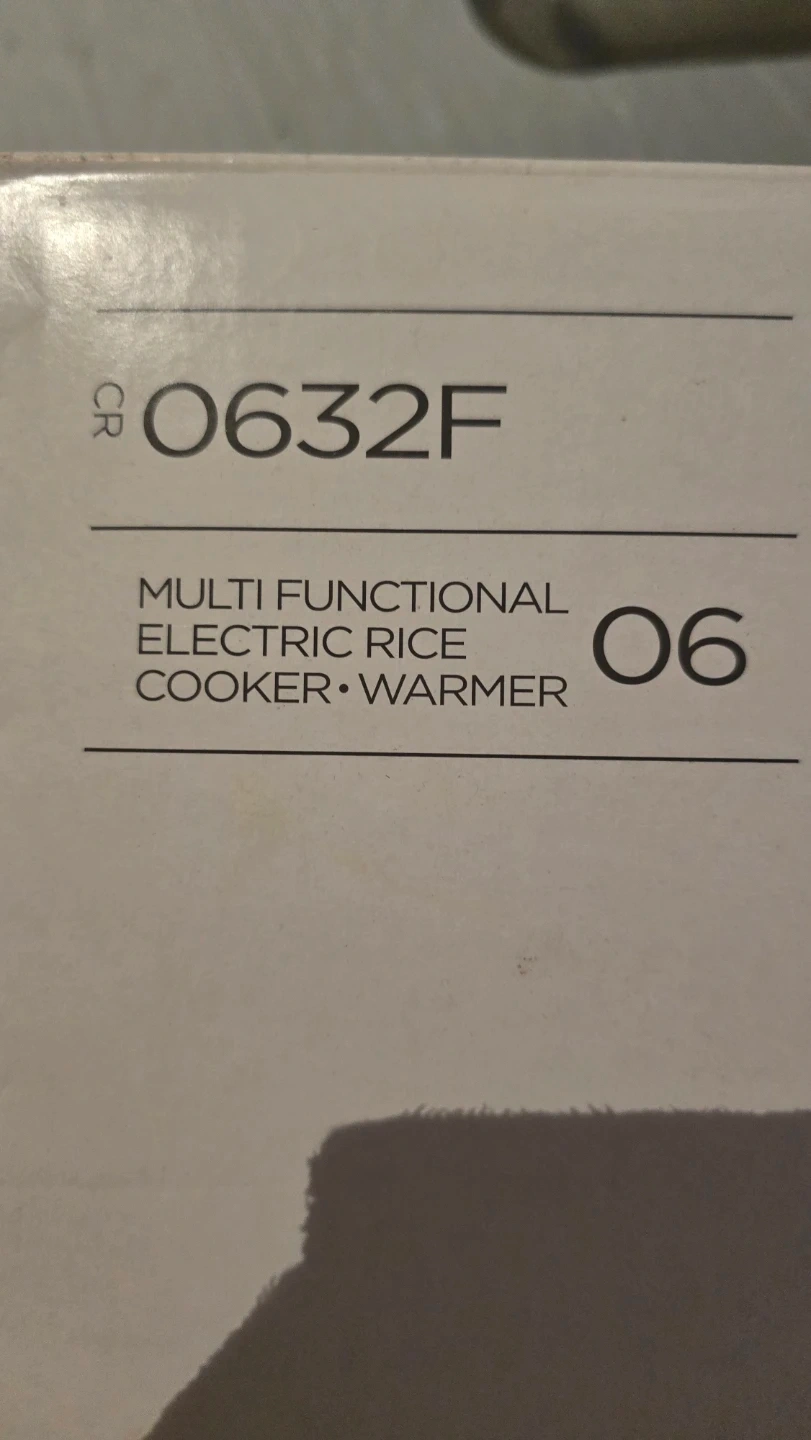 CR 0632F
MULTI FUNCTIONAL
ELECTRIC RICE
COOKER•WARMER
06